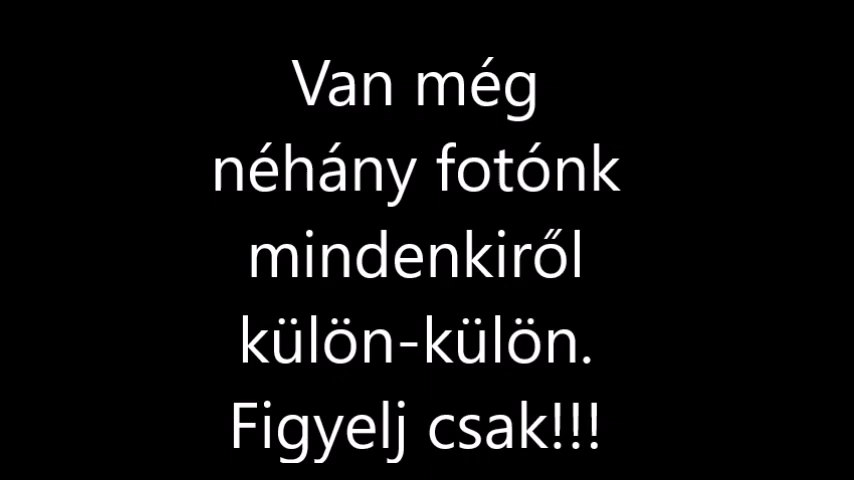 Van még
néhány fotónk
mindenkiről
külön-külön.
Figyelj csak!!!